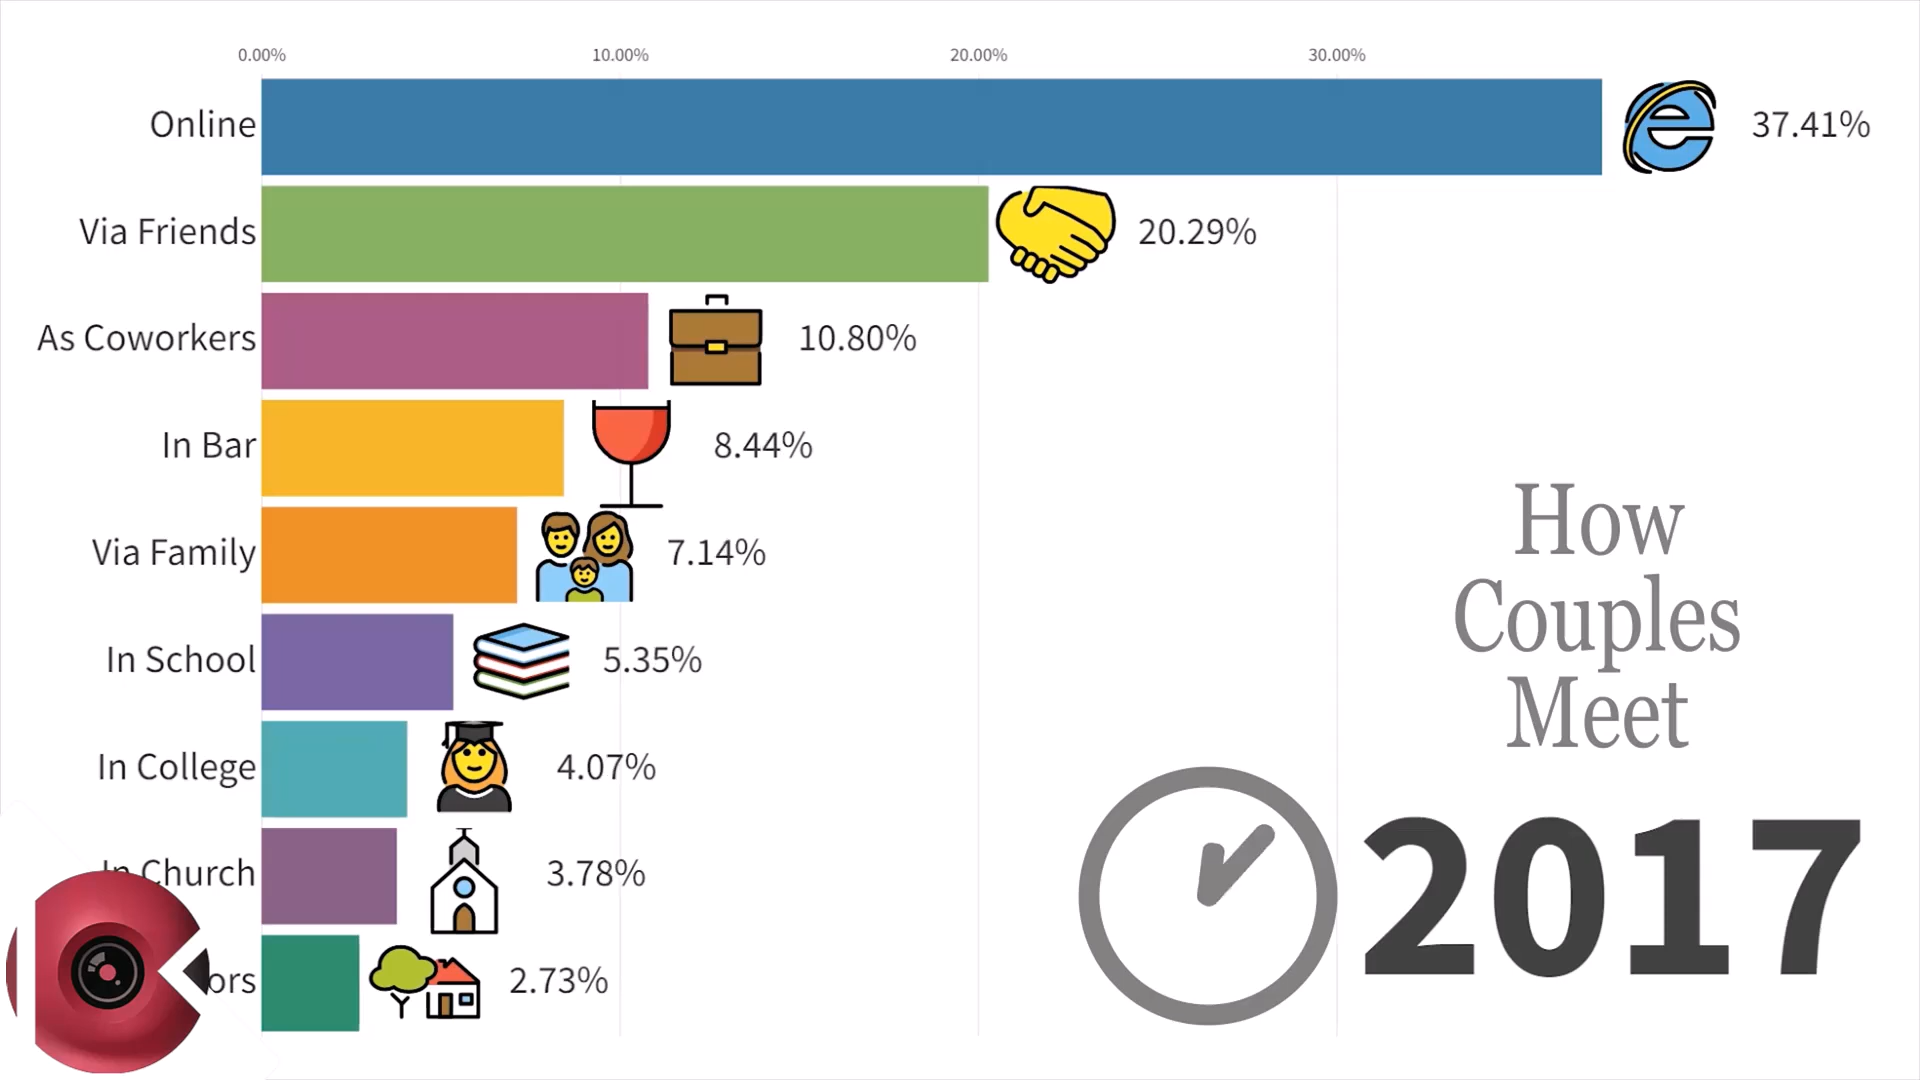 0.00% 10.00% 20.00% 30.00%
Online 37.41%
Via Friends 20.29%
As Coworkers 10.80%
In Bar 8.44%
Via Family 7.14%
In School 5.35%
In College 4.07%
In Church 3.78%
ors 2.73%
How
Couples
Meet
2017